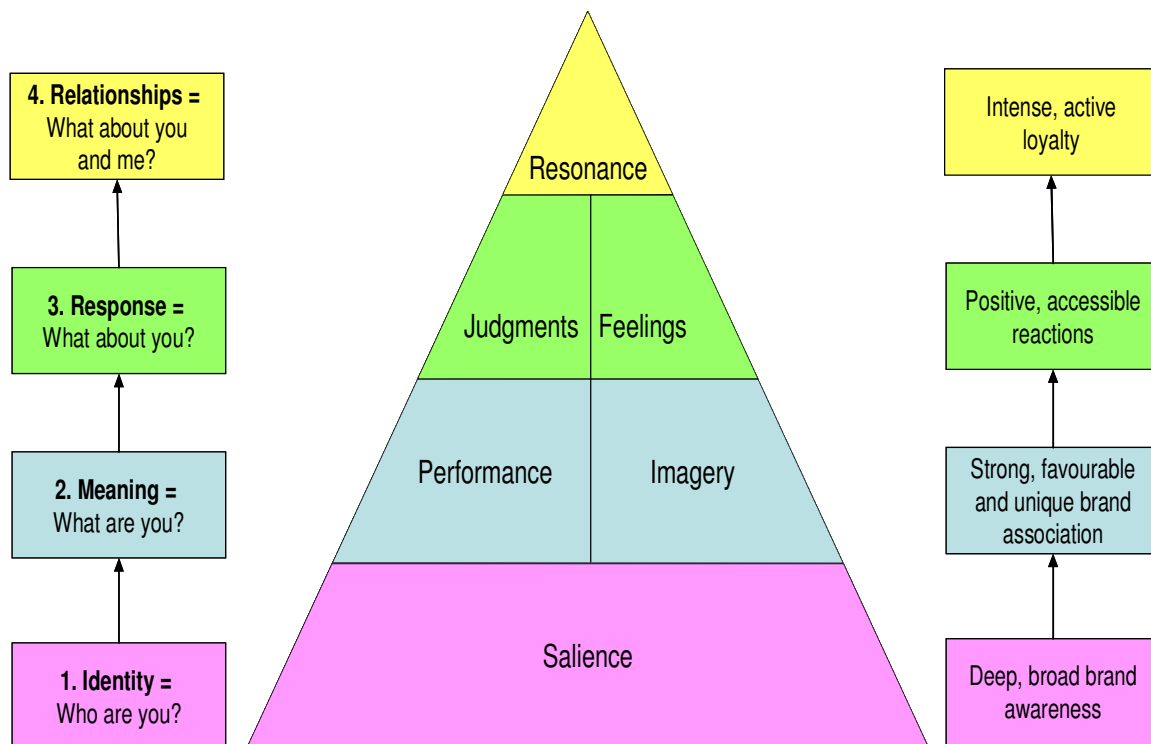 4. Relationships =
What about you
and me?
3. Response =
What about you?
2. Meaning =
What are you?
1. Identity =
Who are you?
Resonance
Judgments
Feelings
Performance
Imagery
Salience
Intense, active
loyalty
Positive, accessible
reactions
Strong, favourable
and unique brand
association
Deep, broad brand
awareness